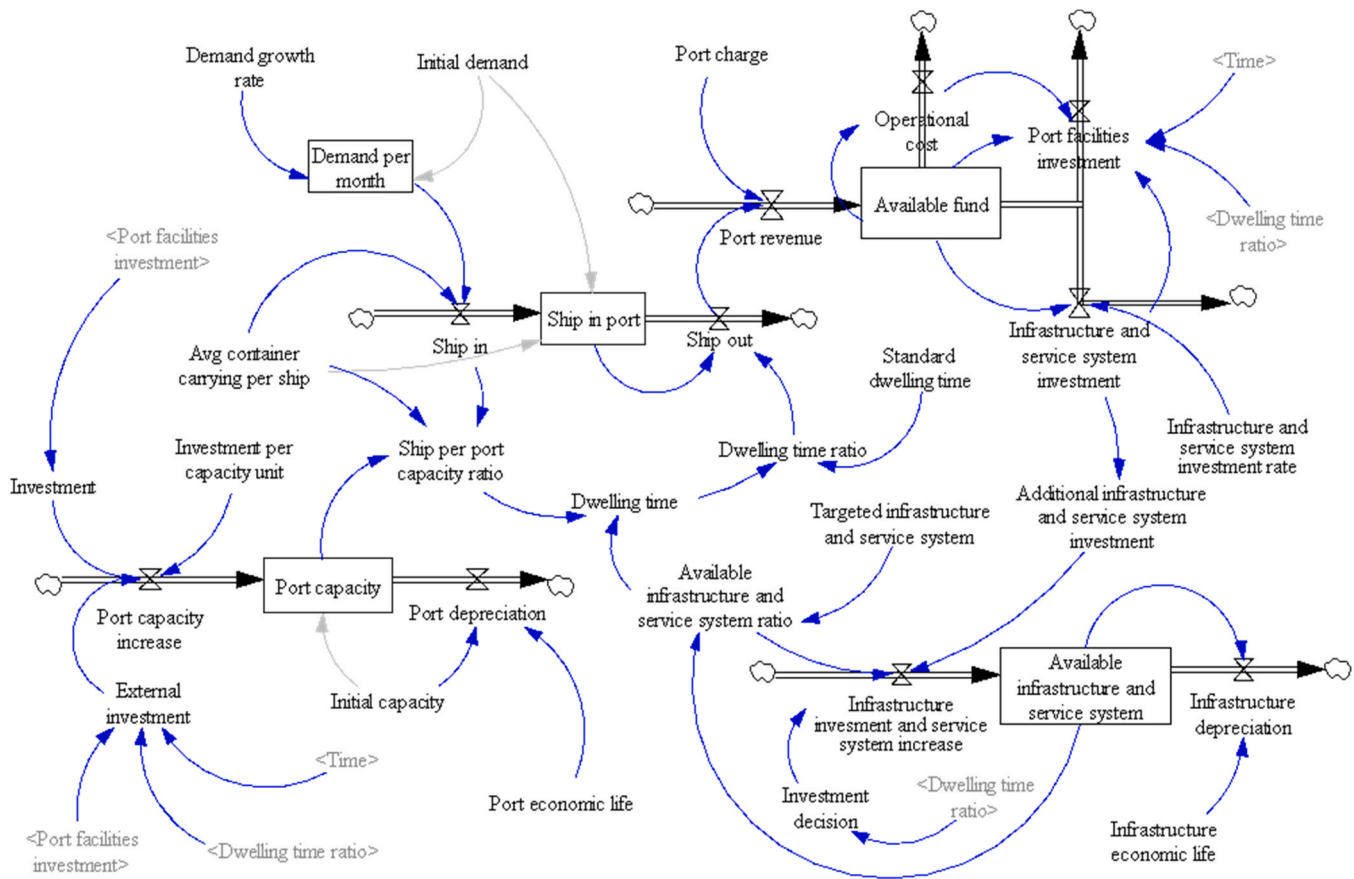 Demand growth
rate
Initial demand
Port charge
<Time>
Operational
cost
Port facilities
investment
Demand per
month
Available fund
<Port facilities
investment>
Port revenue
<Dwelling time
ratio>
Ship in port
Ship in
Ship out
Avg container
carrying per ship
Infrastructure and
service system
investment
Standard
dwelling time
Investment per
capacity unit
Ship per port
capacity ratio
Dwelling time ratio
Infrastructure and
service system
investment rate
Investment
Dwelling time
Targeted infrastructure
and service system
Additional infrastructure
and service system
investment
Port capacity
Port capacity
increase
Port depreciation
Available
infrastructure and
service system ratio
Available
infrastructure and
service system
External
investment
Initial capacity
Infrastructure
invesment and service
system increase
Infrastructure
depreciation
<Time>
Port economic life
Investment
decision
<Dwelling time
ratio>
<Port facilities
investment>
<Dwelling time ratio>
Infrastructure
economic life